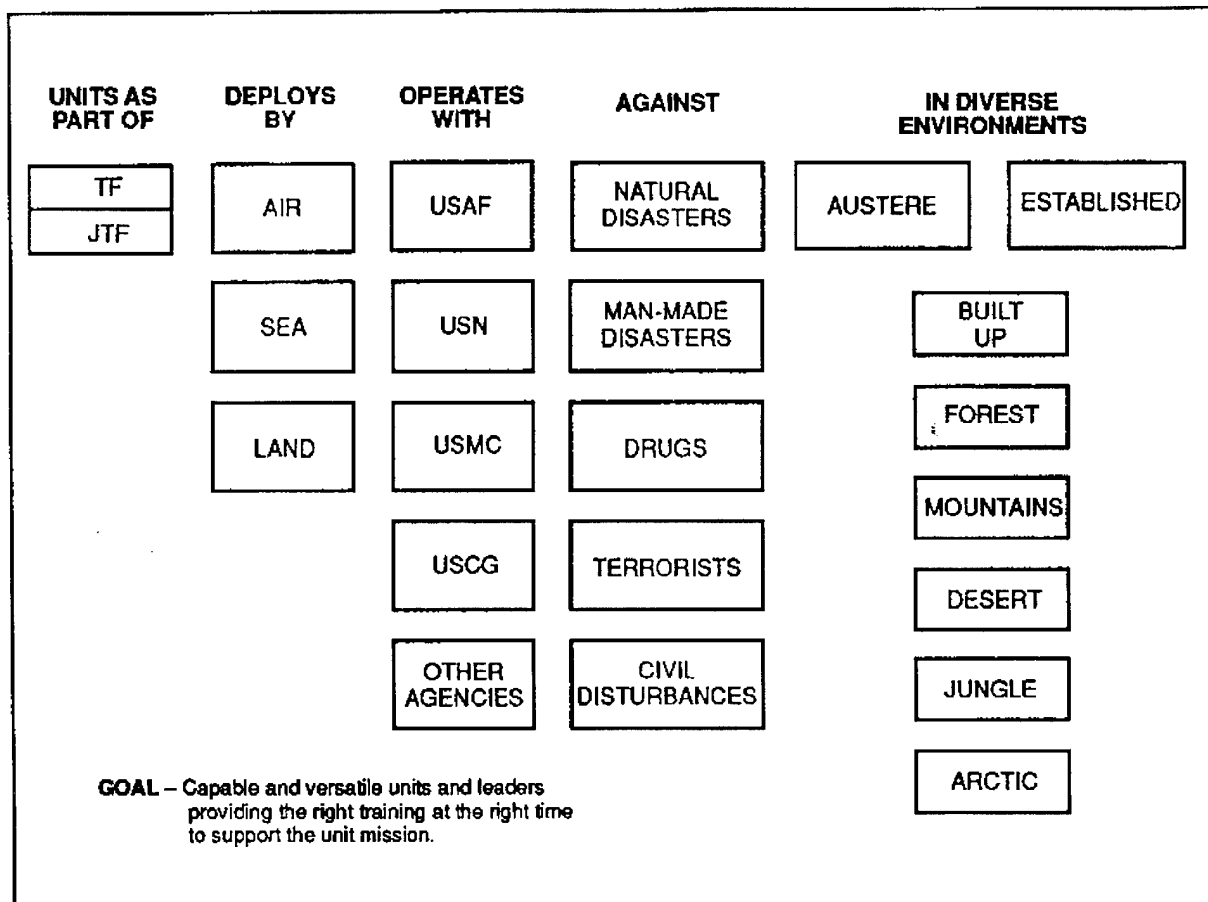 UNITS AS
PART OF
DEPLOYS
BY
OPERATES
WITH
AGAINST
IN DIVERSE
ENVIRONMENTS
TF
JTF
AIR
SEA
LAND
USAF
USN
USMC
USCG
OTHER
AGENCIES
NATURAL
DISASTERS
MAN-MADE
DISASTERS
DRUGS
TERRORISTS
CIVIL
DISTURBANCES
AUSTERE
ESTABLISHED
BUILT
UP
FOREST
MOUNTAINS
DESERT
JUNGLE
ARCTIC
GOAL – Capable and versatile units and leaders
providing the right training at the right time
to support the unit mission.